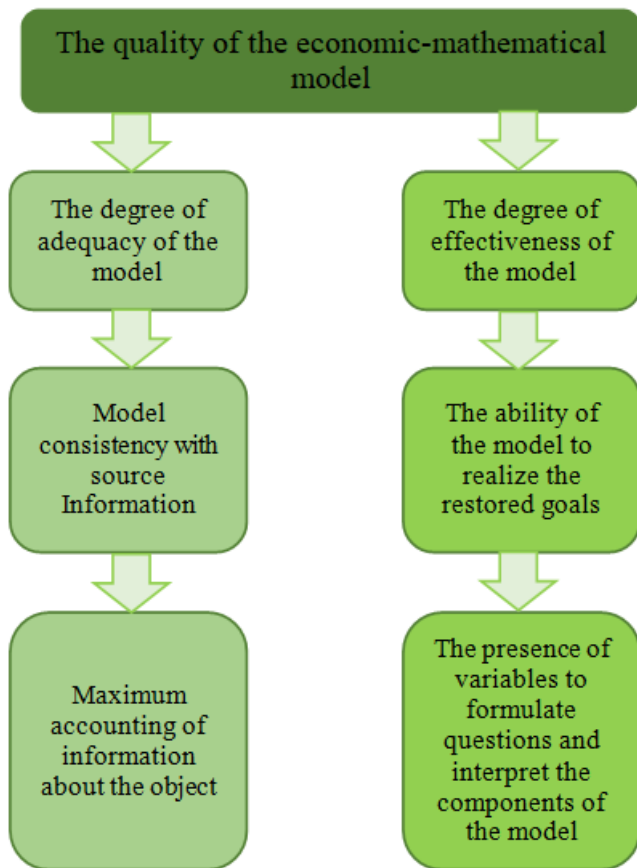 The quality of the economic-mathematical
model
The degree of
adequacy of the
model
The degree of
effectiveness of
the model
Model
consistency with
source
Information
The ability of
the model to
realize the
restored goals
Maximum
accounting of
information
about the object
The presence of
variables to
formulate
questions and
interpret the
components of
the model